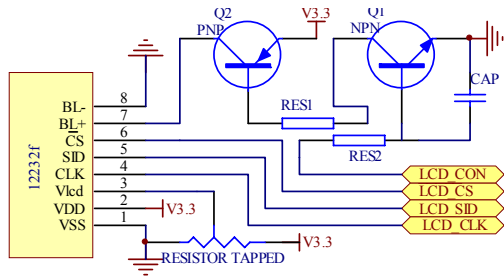 Q2
PNP
V3.3
Q1
NPN
CAP
RES1
RES2
12232f
BL- 8
BL+ 7
CS 6
SID 5
CLK 4
Vlcd 3
VDD 2
VSS 1
V3.3
RESISTOR TAPPED
V3.3
LCD_CON
LCD_CS
LCD_SID
LCD_CLK